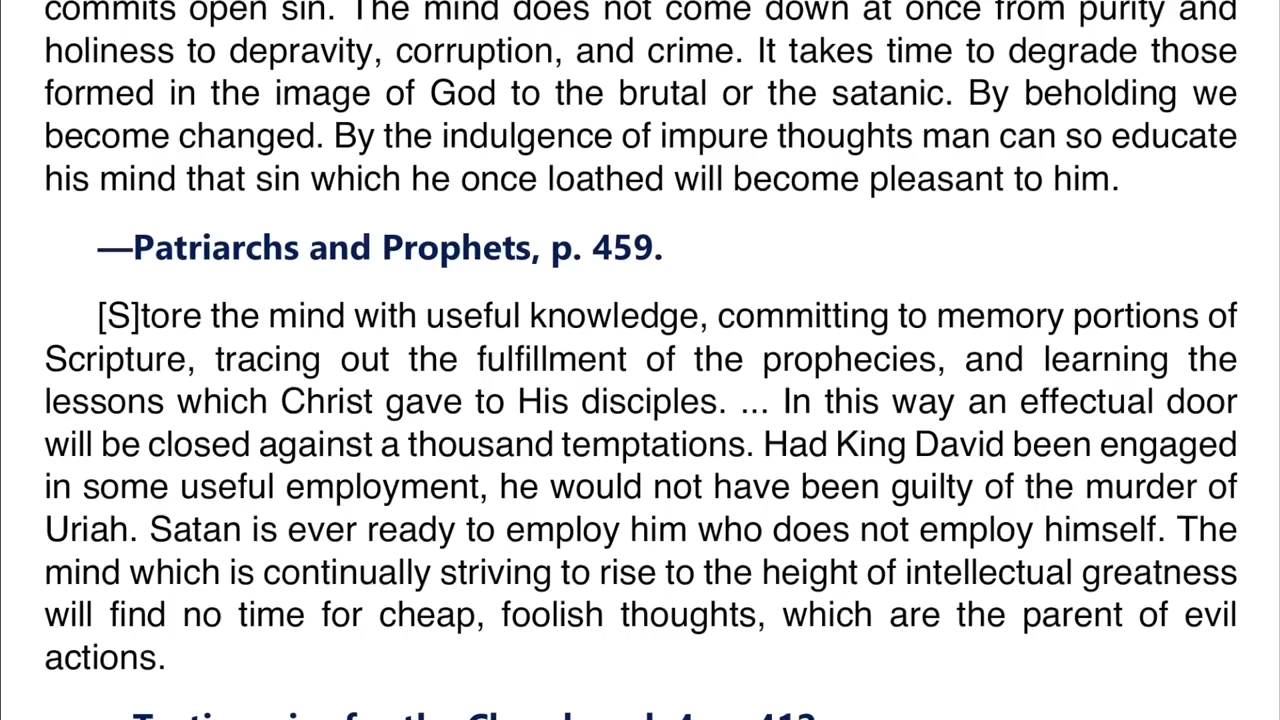 commits open sin. The mind does not come down at once from purity and
holiness to depravity, corruption, and crime. It takes time to degrade those
formed in the image of God to the brutal or the satanic. By beholding we
become changed. By the indulgence of impure thoughts man can so educate
his mind that sin which he once loathed will become pleasant to him.
—Patriarchs and Prophets, p. 459.
[S]tore the mind with useful knowledge, committing to memory portions of
Scripture, tracing out the fulfillment of the prophecies, and learning the
lessons which Christ gave to His disciples. ... In this way an effectual door
will be closed against a thousand temptations. Had King David been engaged
in some useful employment, he would not have been guilty of the murder of
Uriah. Satan is ever ready to employ him who does not employ himself. The
mind which is continually striving to rise to the height of intellectual greatness
will find no time for cheap, foolish thoughts, which are the parent of evil
actions.
—Testimonies for the Church, vol. 4, p. 412